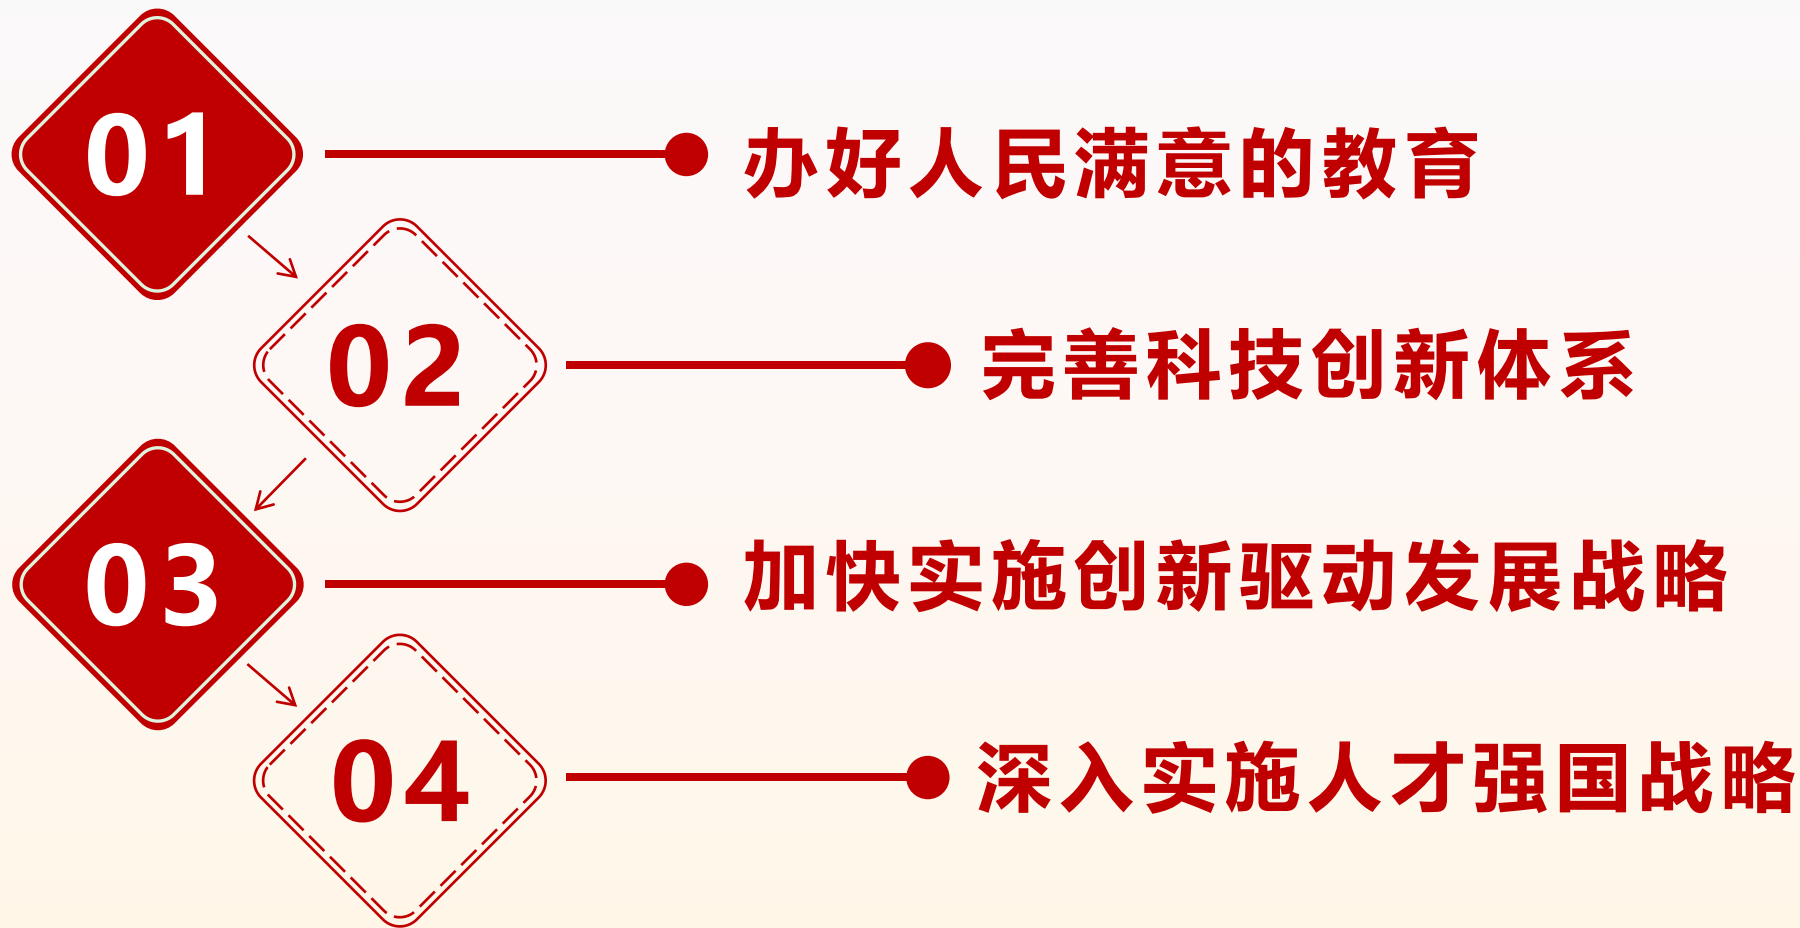 01
办好人民满意的教育
02
完善科技创新体系
03
加快实施创新驱动发展战略
04
深入实施人才强国战略